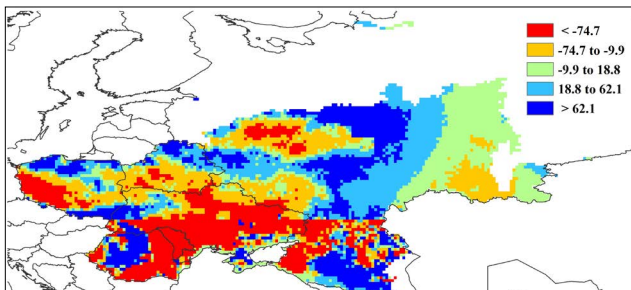 < -74.7
-74.7 to -9.9
-9.9 to 18.8
18.8 to 62.1
> 62.1